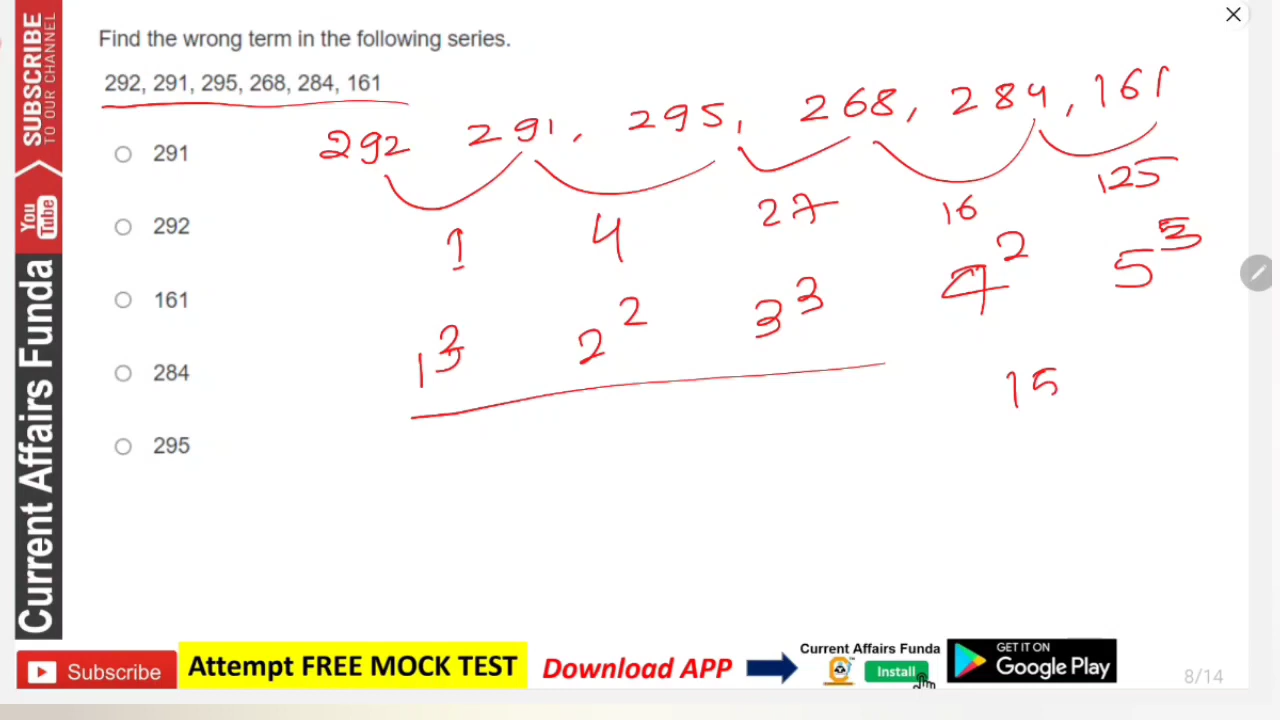 SUBSCRIBE
TO OUR CHANNEL
You
Tube
Current Affairs Funda
Find the wrong term in the following series.
292, 291, 295, 268, 284, 161
292 291, 295, 268, 284, 161
291
292
161
284
295
1 4 27 16 125
1³ 2² 3³ 4² 5³
15
Subscribe
Attempt FREE MOCK TEST
Download APP
Current Affairs Funda
Install
GET IT ON
Google Play
8/14